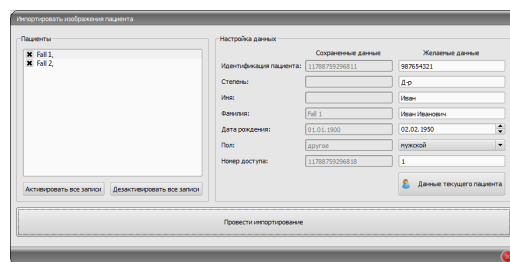 Импортировать изображения пациента
Пациенты
Fall 1,
Fall 2,
Активировать все записи
Дезактивировать все записи
Настройка данных
Сохраненные данные
Желаемые данные
Идентификация пациента: 11788759296811 987654321
Степень: Д-р
Имя: Иван
Фамилия: Fall 1 Иван Иванович
Дата рождения: 01.01.1900 02.02.1950
Пол: другое мужской
Номер доступа: 11788759296818 1
Данные текущего пациента
Провести импортирование